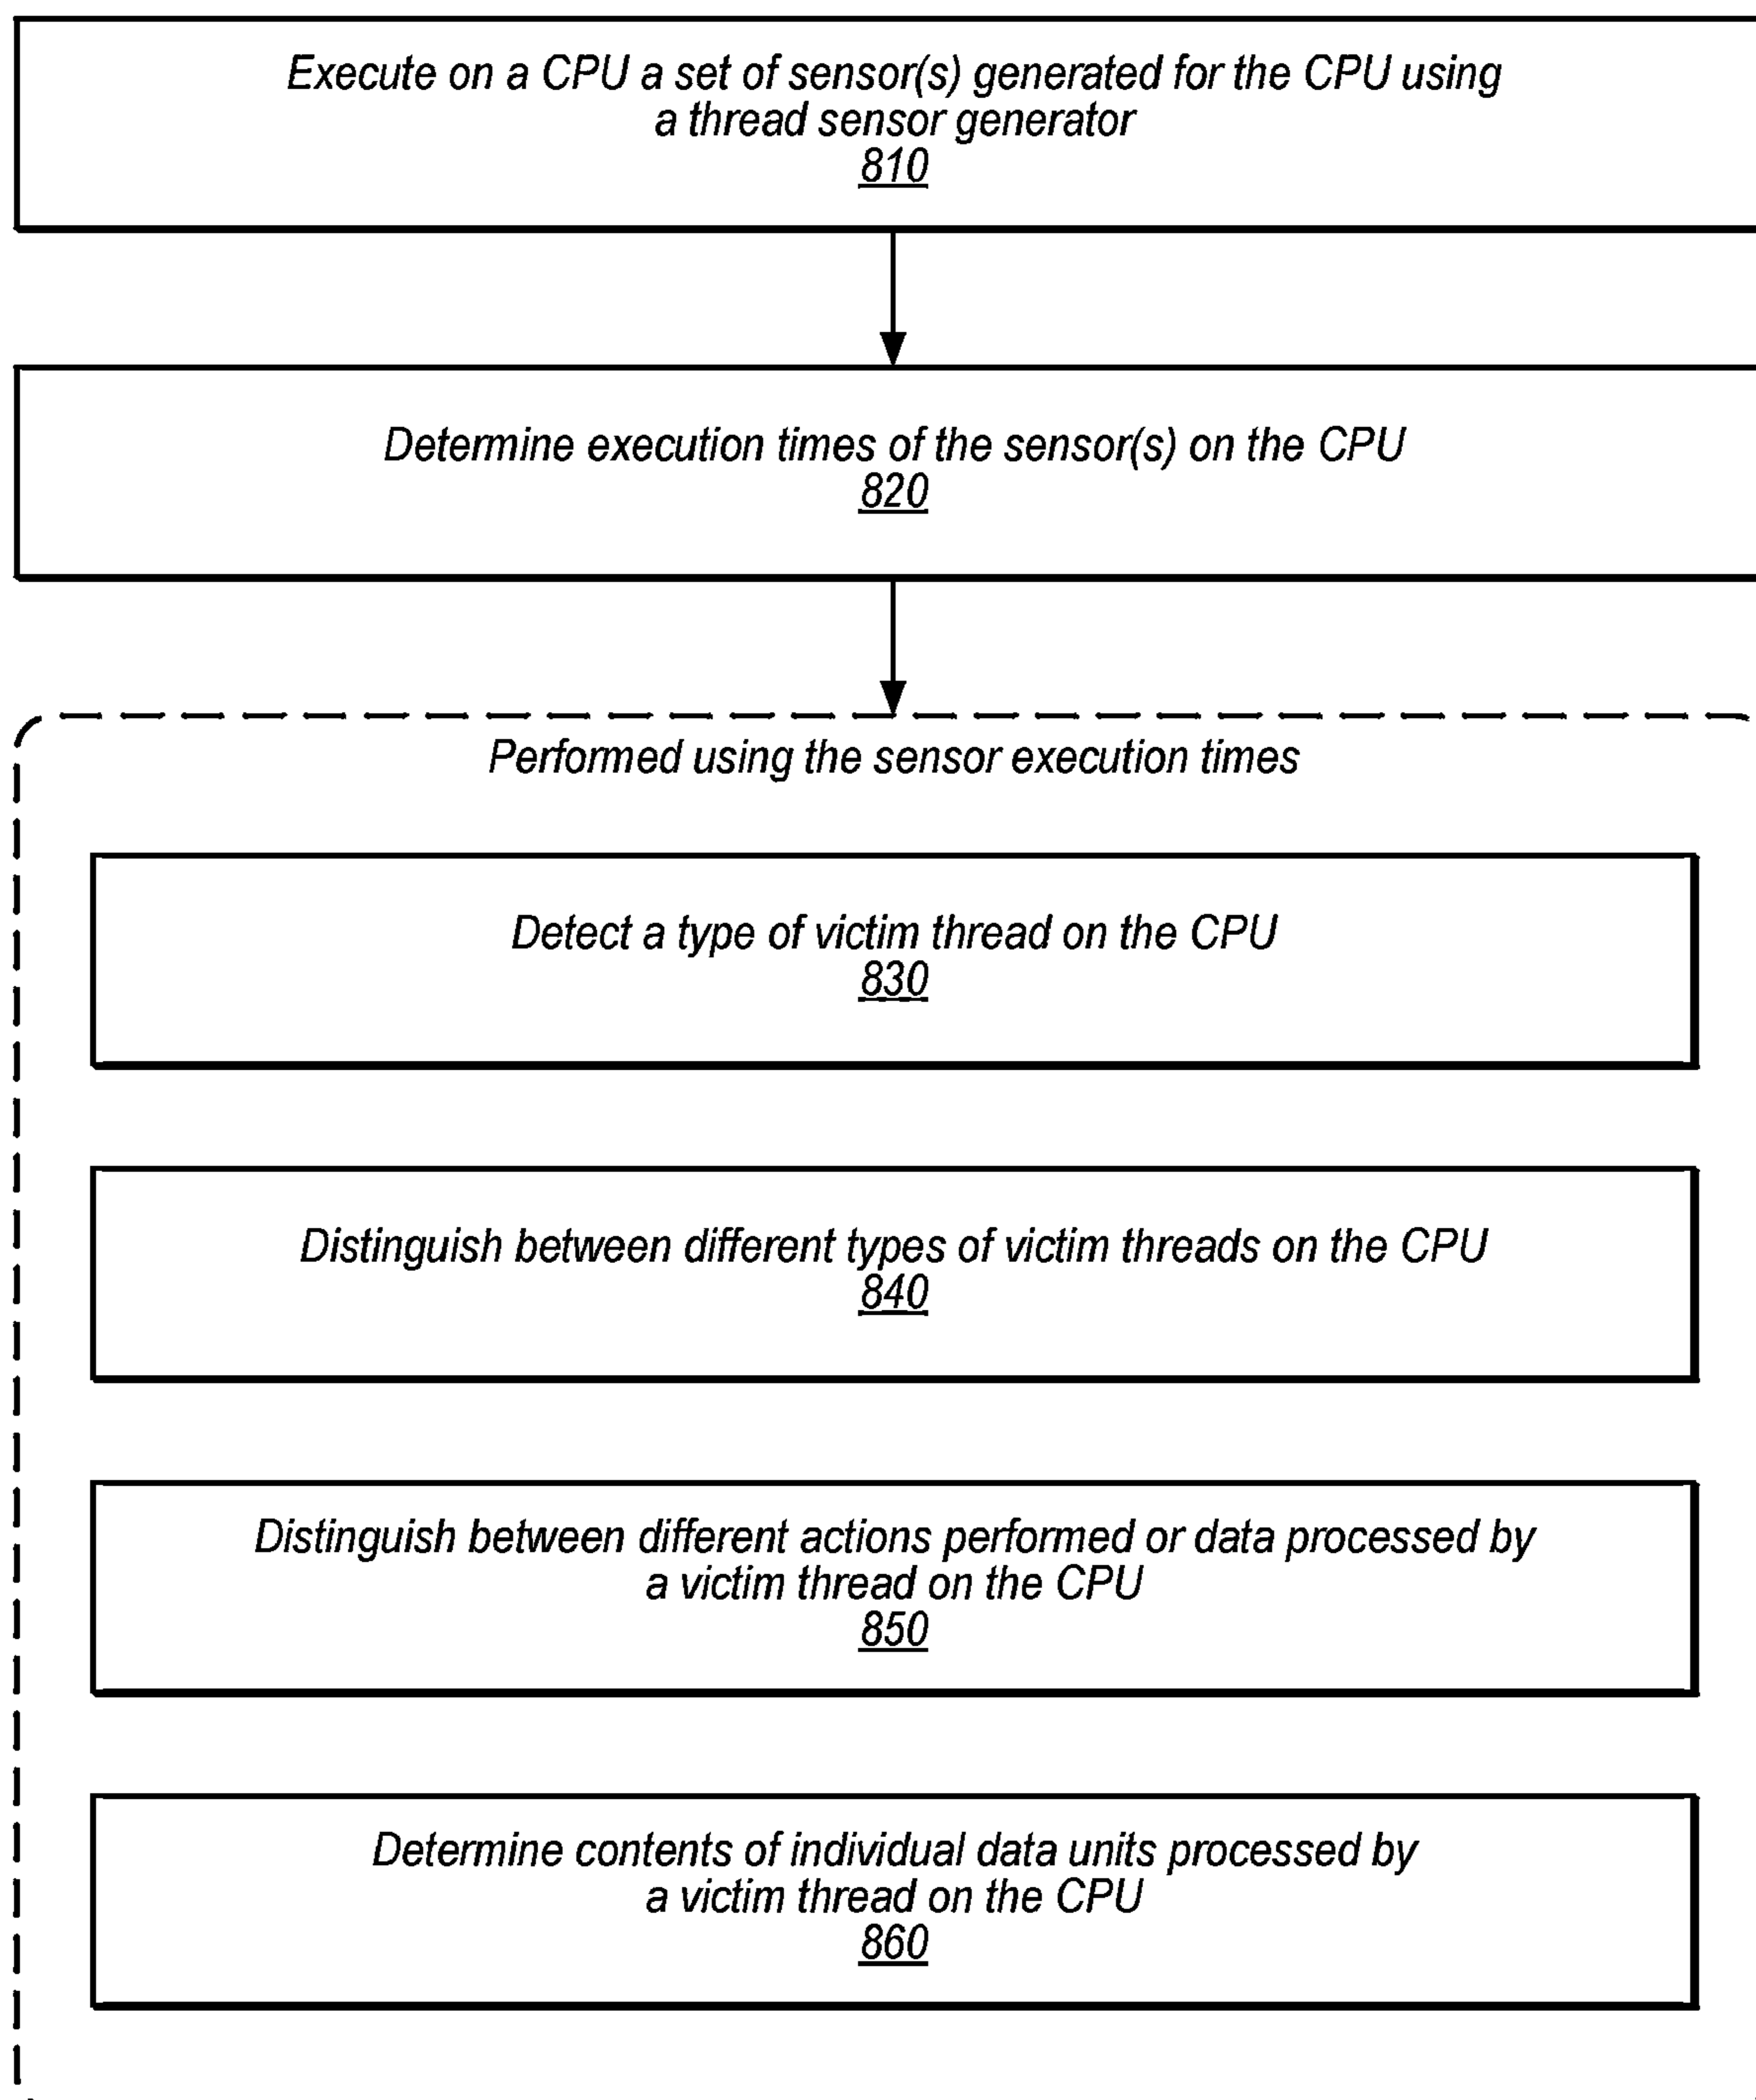 Execute on a CPU a set of sensor(s) generated for the CPU using
a thread sensor generator
810
Determine execution times of the sensor(s) on the CPU
820
Performed using the sensor execution times
Detect a type of victim thread on the CPU
830
Distinguish between different types of victim threads on the CPU
840
Distinguish between different actions performed or data processed by
a victim thread on the CPU
850
Determine contents of individual data units processed by
a victim thread on the CPU
860